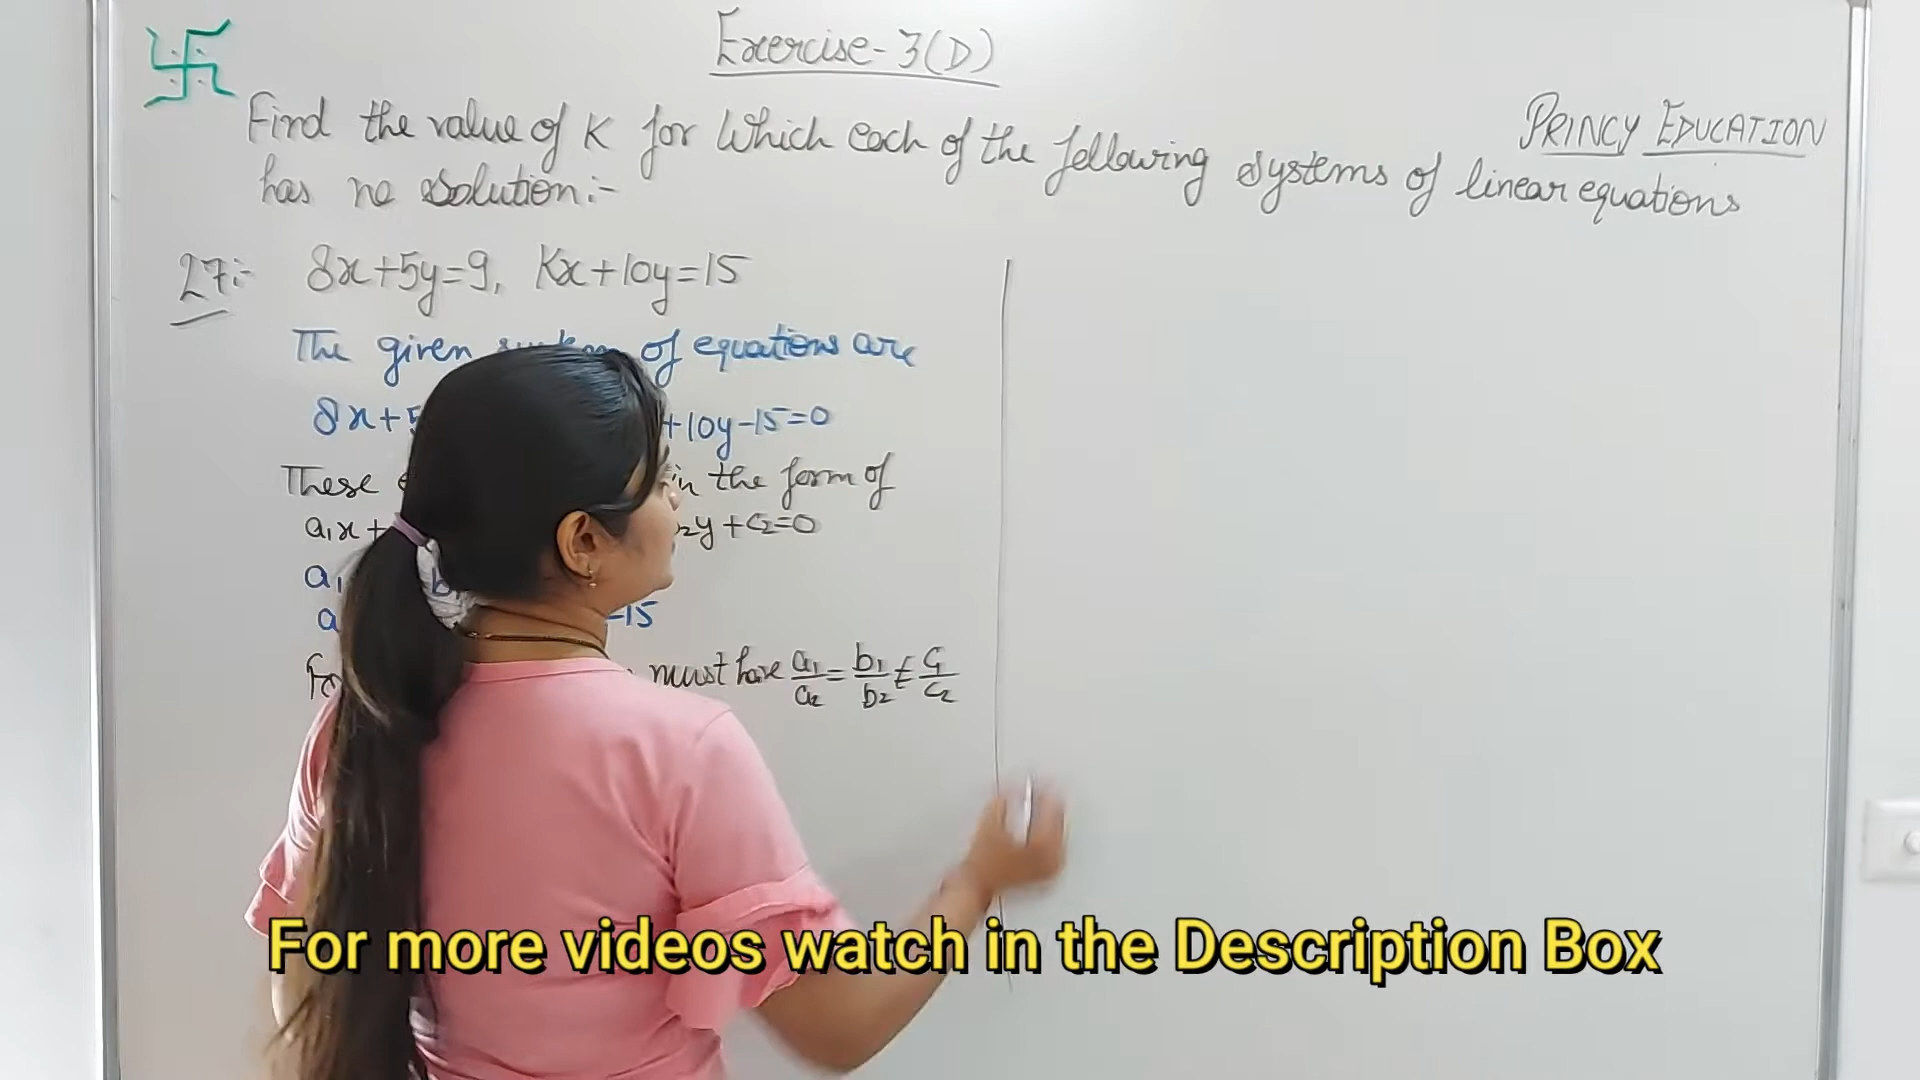 Exercise-3(D)
PRINCY EDUCATION
Find the value of K for Which each of the following systems of linear equations
has no solution:-
27:- 8x+5y=9, Kx+10y=15
The given of equations are
8x+5 +10y-15=0
These in the form of
a₁x+ ₂y+c₂=0
a₁ b₁
a -15
Fo must have a₁/a₂=b₁/b₂≠c₁/c₂
For more videos watch in the Description Box